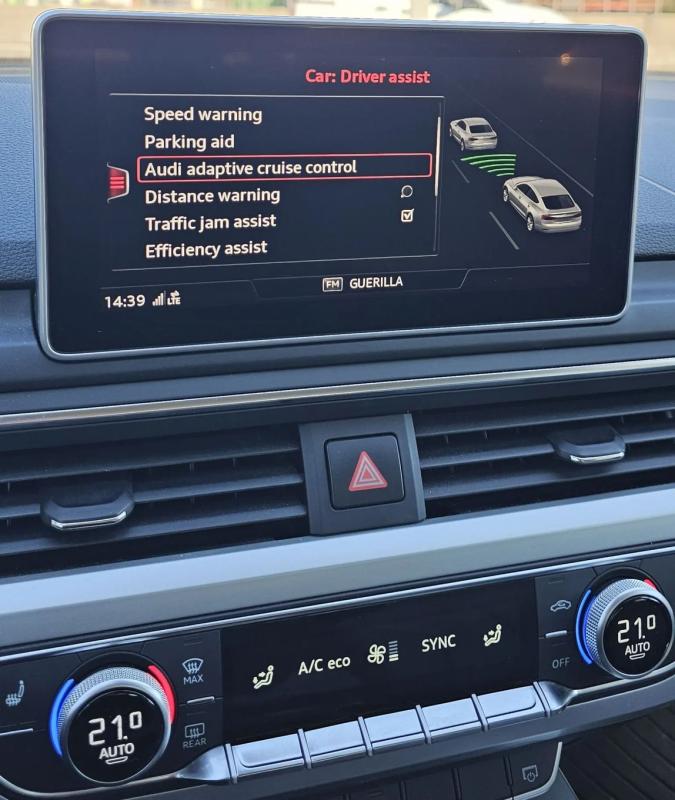 Car: Driver assist
Speed warning
Parking aid
Audi adaptive cruise control
Distance warning
Traffic jam assist
Efficiency assist
FM GUERILLA
14:39 LTE
A/C eco
SYNC
MAX
REAR
OFF
21.0
AUTO
21.0
AUTO